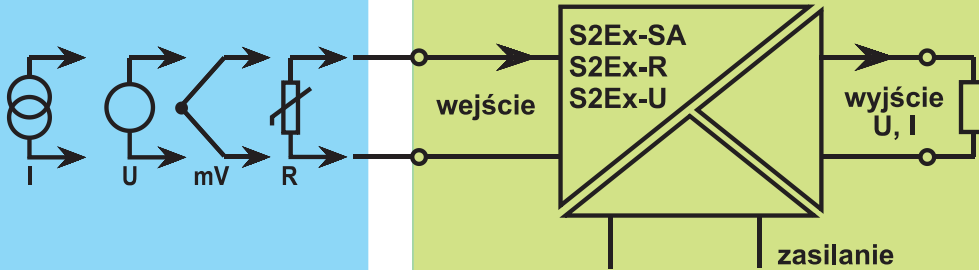 I
U
mV
R
wejście
S2Ex-SA
S2Ex-R
S2Ex-U
wyjście
U, I
zasilanie